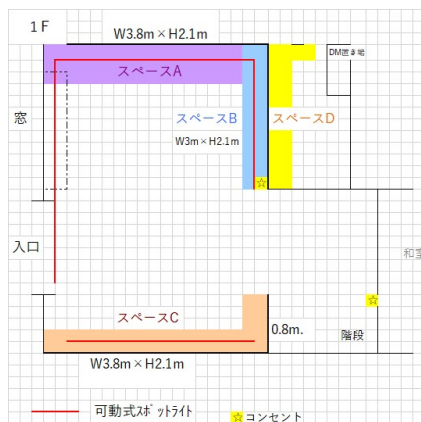 1F
W3.8m×H2.1m
DM置き場
スペースA
窓
スペースB
スペースD
W3m×H2.1m
☆
入口
和室
☆
スペースC
0.8m.
階段
W3.8m×H2.1m
可動式スポットライト
☆コンセント